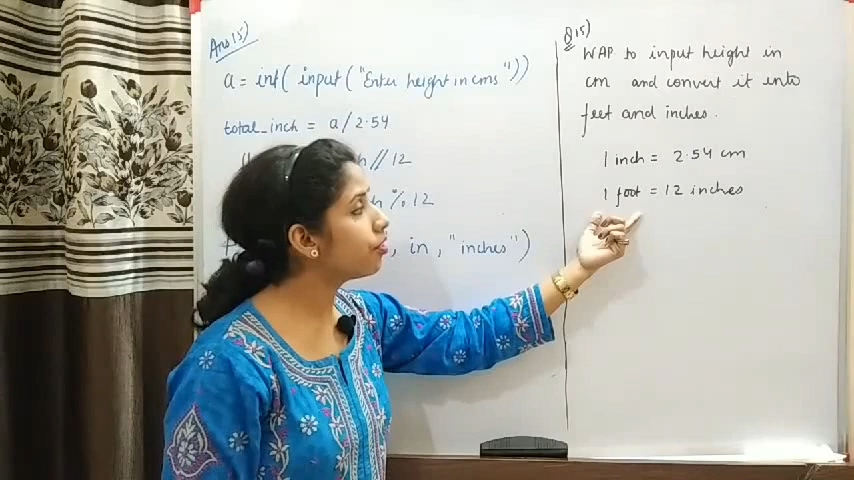 Ans 15)
a = int( input( "Enter height in cms" ))
total_inch = a / 2.54
// 12
% 12
, in , "inches" )
Q 15)
WAP to input height in
cm and convert it into
feet and inches.
1 inch = 2.54 cm
1 foot = 12 inches